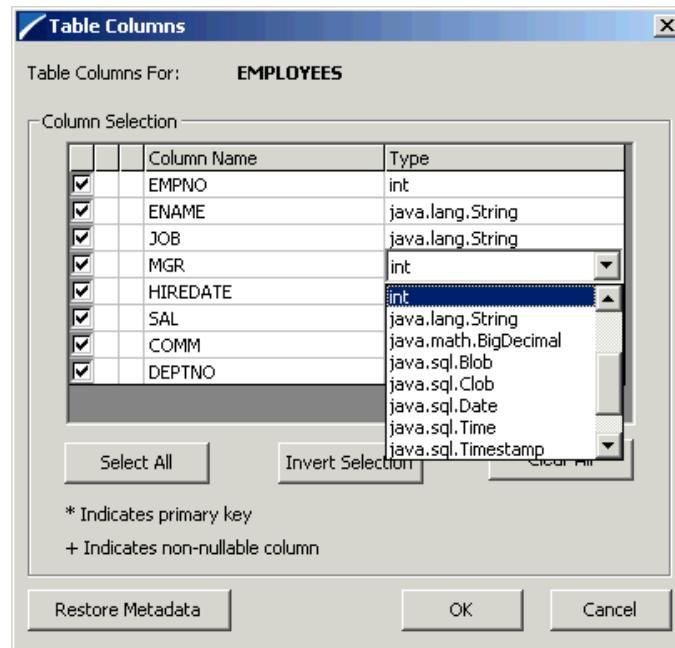 Table Columns
Table Columns For: EMPLOYEES
Column Selection
Column Name Type
EMPNO int
ENAME java.lang.String
JOB java.lang.String
MGR int
HIREDATE int
SAL java.lang.String
COMM java.math.BigDecimal
java.sql.Blob
DEPTNO java.sql.Clob
java.sql.Date
java.sql.Time
java.sql.Timestamp
Select All Invert Selection Clear All
* Indicates primary key
+ Indicates non-nullable column
Restore Metadata OK Cancel